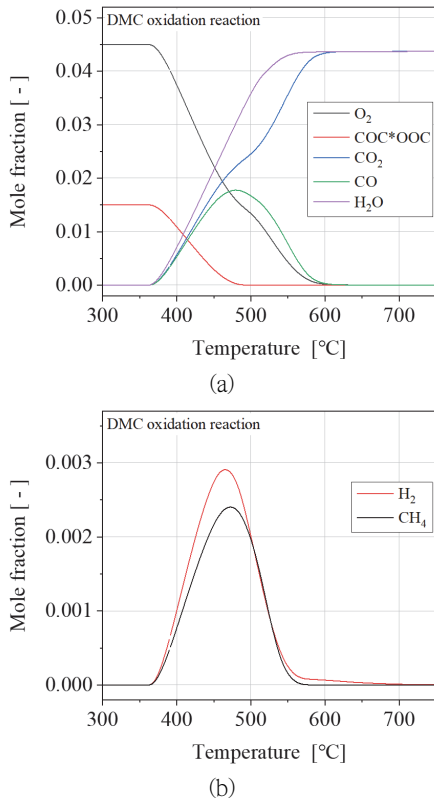 DMC oxidation reaction
0.05
0.04
0.03
0.02
0.01
0.00
Mole fraction [ - ]
O₂
COC*OOC
CO₂
CO
H₂O
300 400 500 600 700
Temperature [℃]
(a)
DMC oxidation reaction
0.003
0.002
0.001
0.000
Mole fraction [ - ]
H₂
CH₄
300 400 500 600 700
Temperature [℃]
(b)